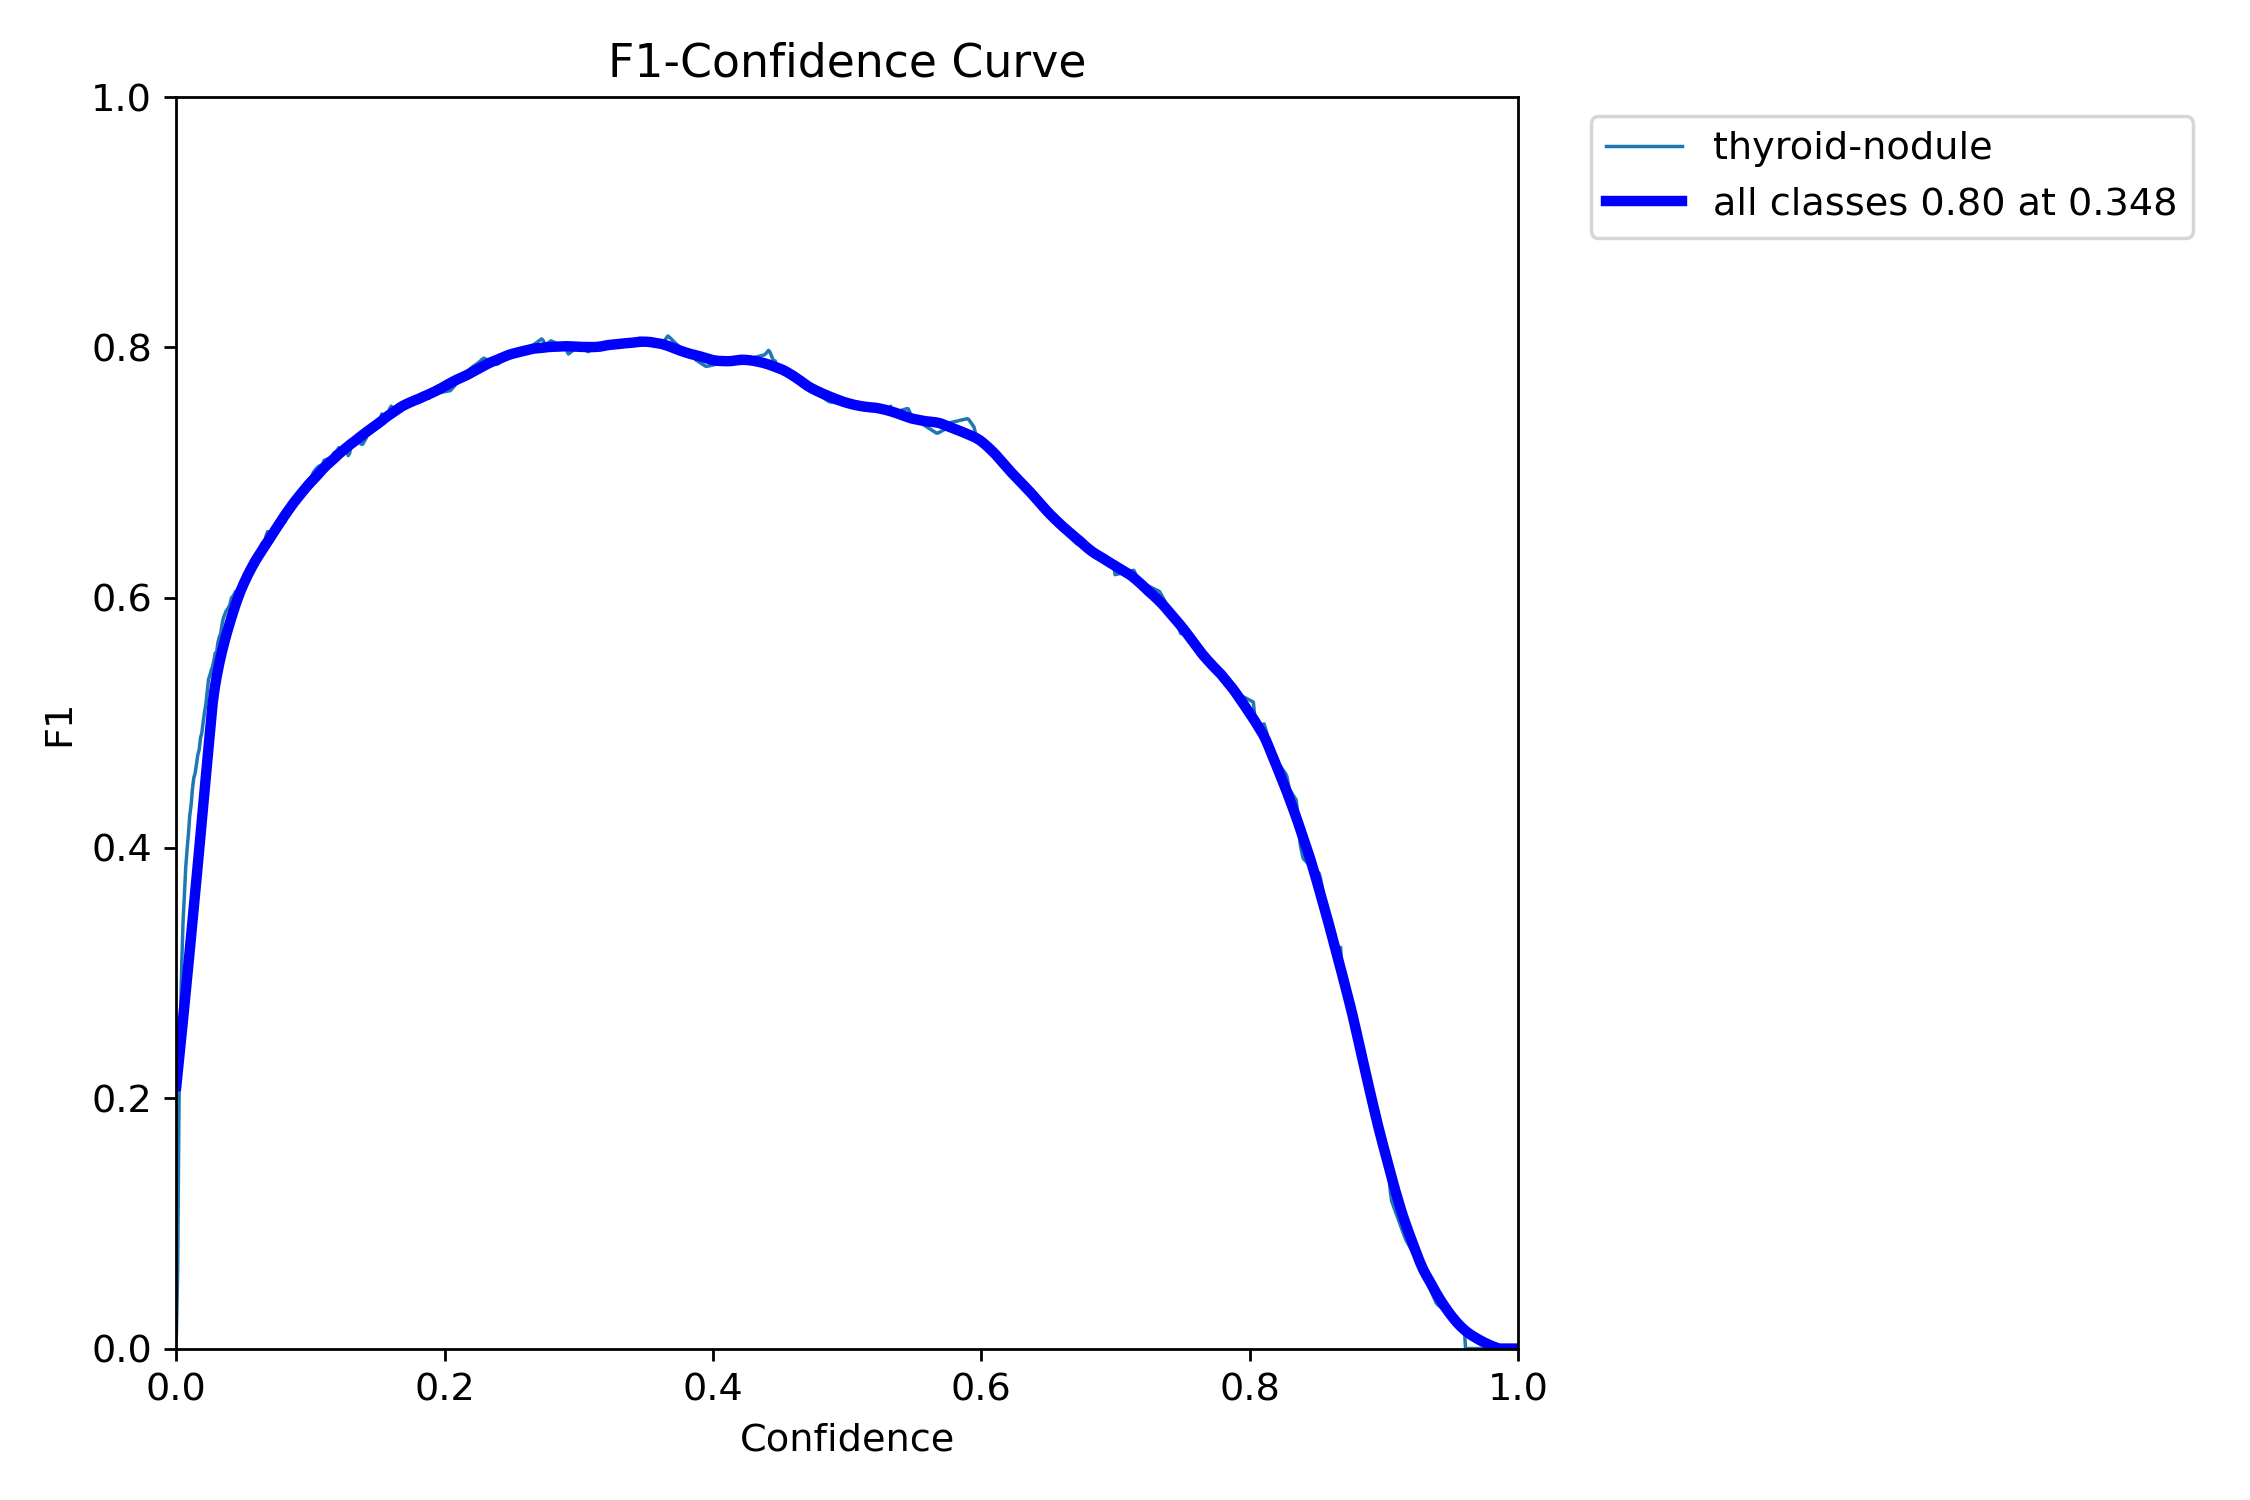 F1-Confidence Curve
1.0
0.8
0.6
0.4
0.2
0.0
F1
0.0 0.2 0.4 0.6 0.8 1.0
Confidence
thyroid-nodule
all classes 0.80 at 0.348